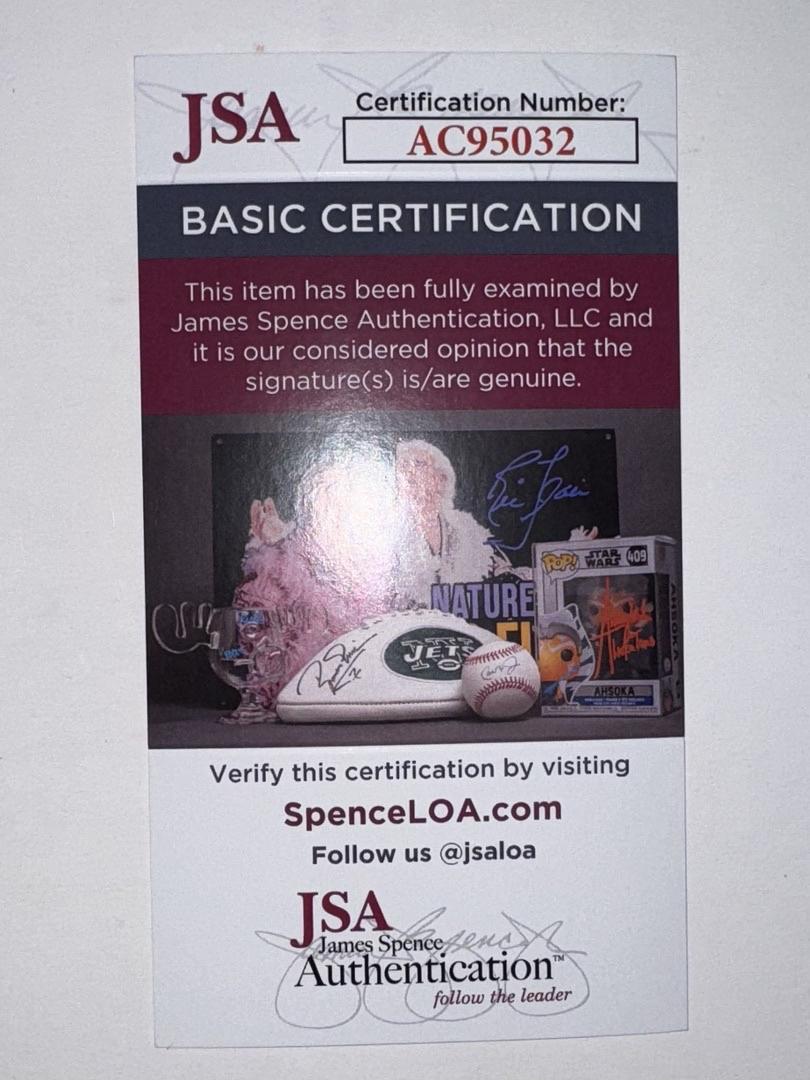 JSA
Certification Number:
AC95032
BASIC CERTIFICATION
This item has been fully examined by
James Spence Authentication, LLC and
it is our considered opinion that the
signature(s) is/are genuine.
NATURE
POP!
STAR
WARS
409
JETS
AHSOKA
AHSOKA
Verify this certification by visiting
SpenceLOA.com
Follow us @jsaloa
JSA
James Spence
Authentication™
follow the leader